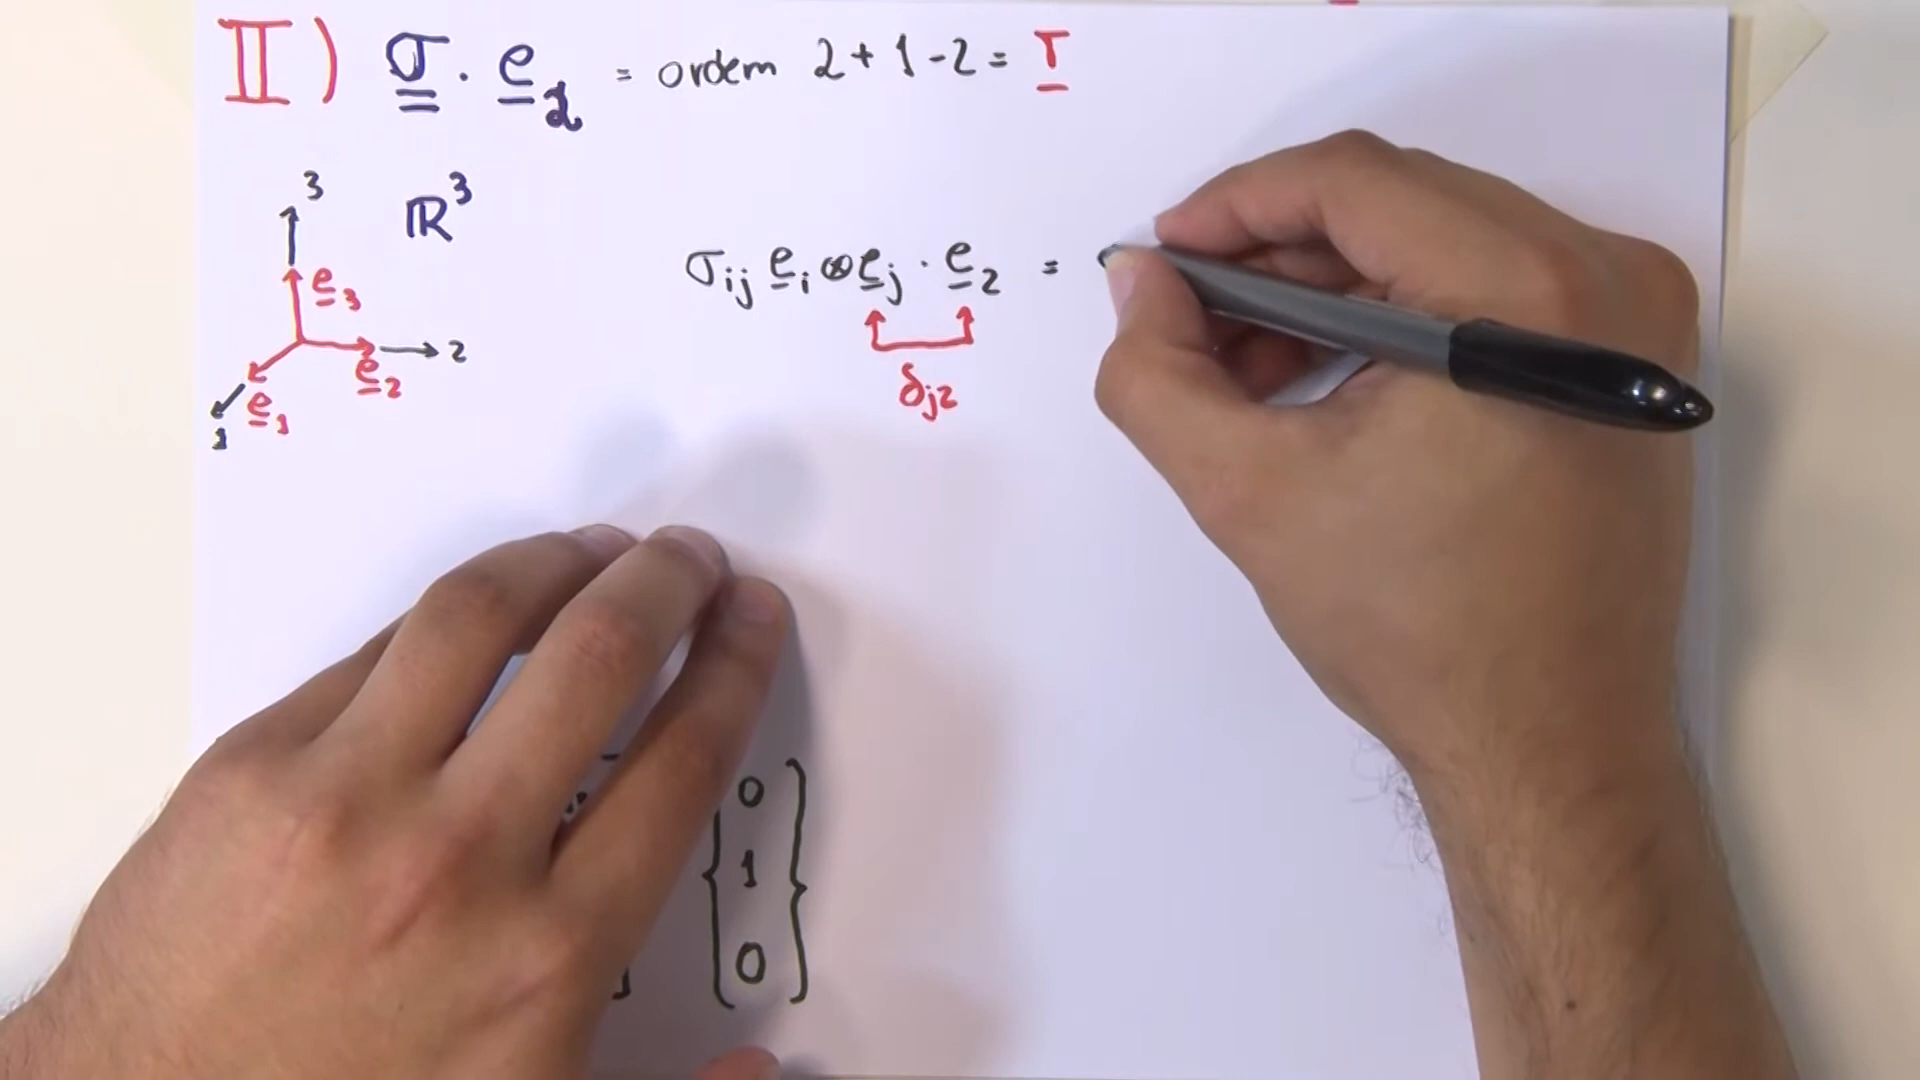 II) σ · e₂ = ordem 2 + 1 - 2 = T
3 ℝ³
e₃
2
e₂
e₁
1
σᵢⱼ eᵢ ⊗ eⱼ · e₂ =
δⱼ₂
0
1
0